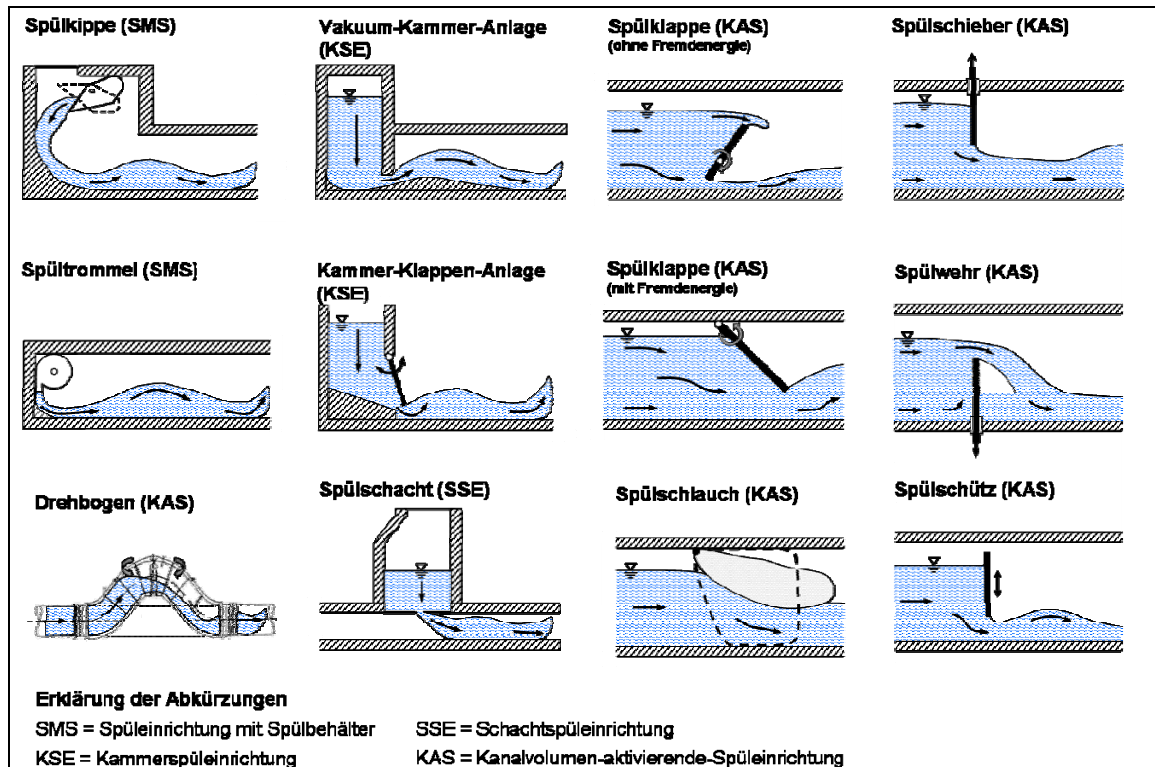 Spülkippe (SMS)
Vakuum-Kammer-Anlage
(KSE)
Spülklappe (KAS)
(ohne Fremdenergie)
Spülschieber (KAS)
Spültrommel (SMS)
Kammer-Klappen-Anlage
(KSE)
Spülklappe (KAS)
(mit Fremdenergie)
Spülwehr (KAS)
Drehbogen (KAS)
Spülschacht (SSE)
Spülschlauch (KAS)
Spülschütz (KAS)
Erklärung der Abkürzungen
SMS = Spüleinrichtung mit Spülbehälter
SSE = Schachtspüleinrichtung
KSE = Kammerspüleinrichtung
KAS = Kanalvolumen-aktivierende-Spüleinrichtung